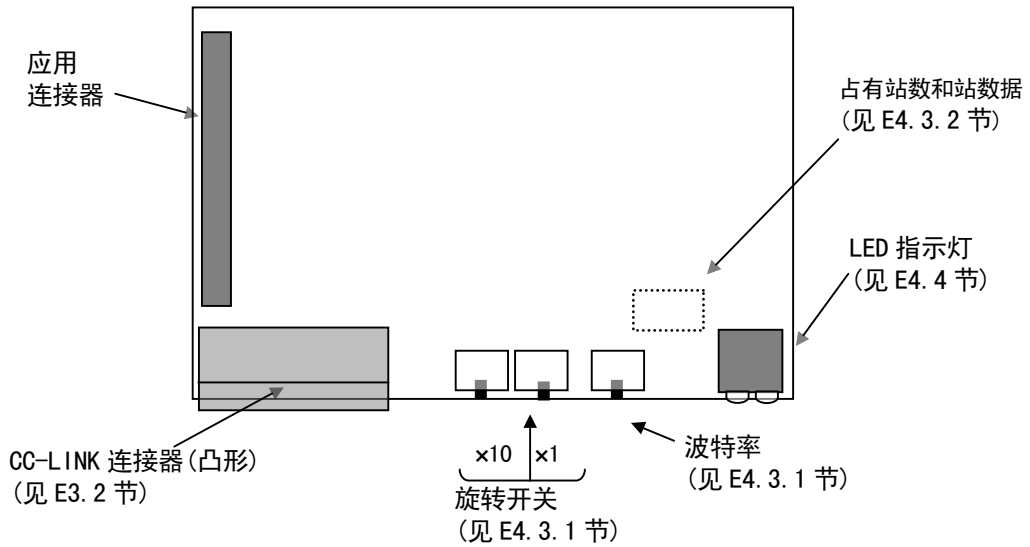 应用
连接器
占有站数和站数据
(见 E4.3.2 节)
LED 指示灯
(见 E4.4 节)
CC-LINK 连接器(凸形)
(见 E3.2 节)
×10 ×1
旋转开关
(见 E4.3.1 节)
波特率
(见 E4.3.1 节)